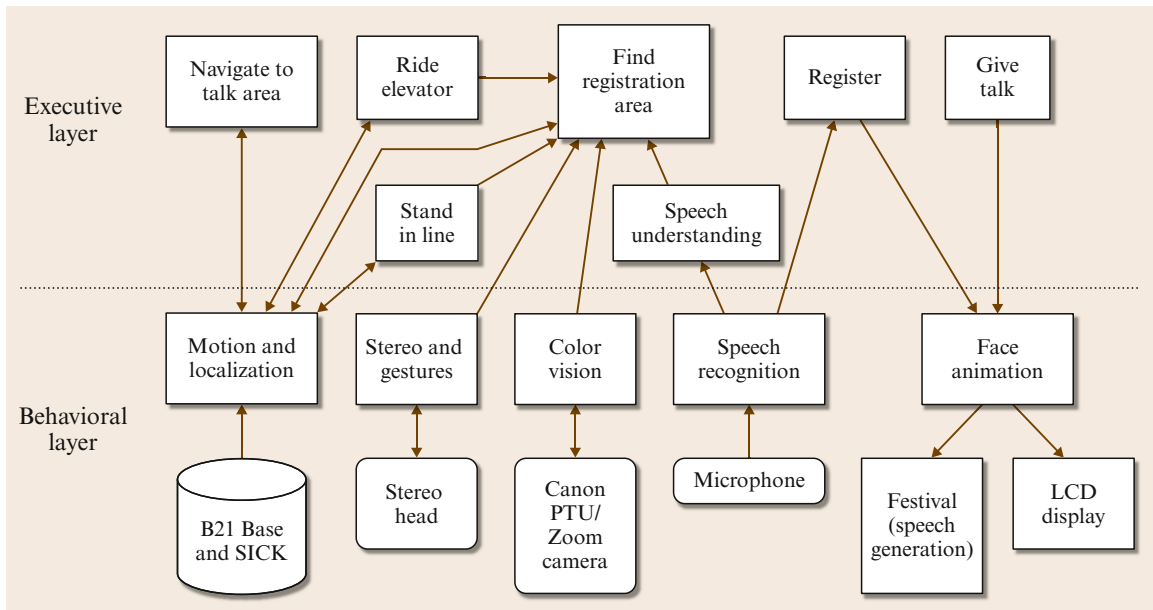 Executive
layer
Navigate to
talk area
Ride
elevator
Find
registration
area
Register
Give
talk
Stand
in line
Speech
understanding
Behavioral
layer
Motion and
localization
Stereo and
gestures
Color
vision
Speech
recognition
Face
animation
B21 Base
and SICK
Stereo
head
Canon
PTU/
Zoom
camera
Microphone
Festival
(speech
generation)
LCD
display